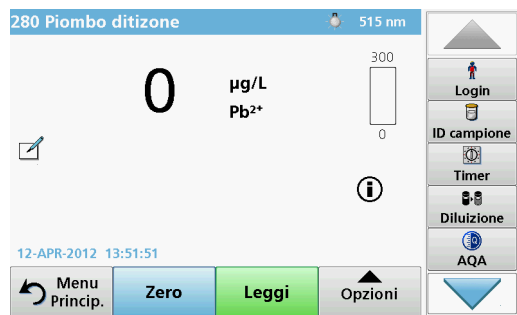 280 Piombo ditizone
515 nm
0
µg/L
Pb²⁺
300
0
12-APR-2012 13:51:51
Menu
Princip.
Zero
Leggi
Opzioni
Login
ID campione
Timer
Diluizione
AQA